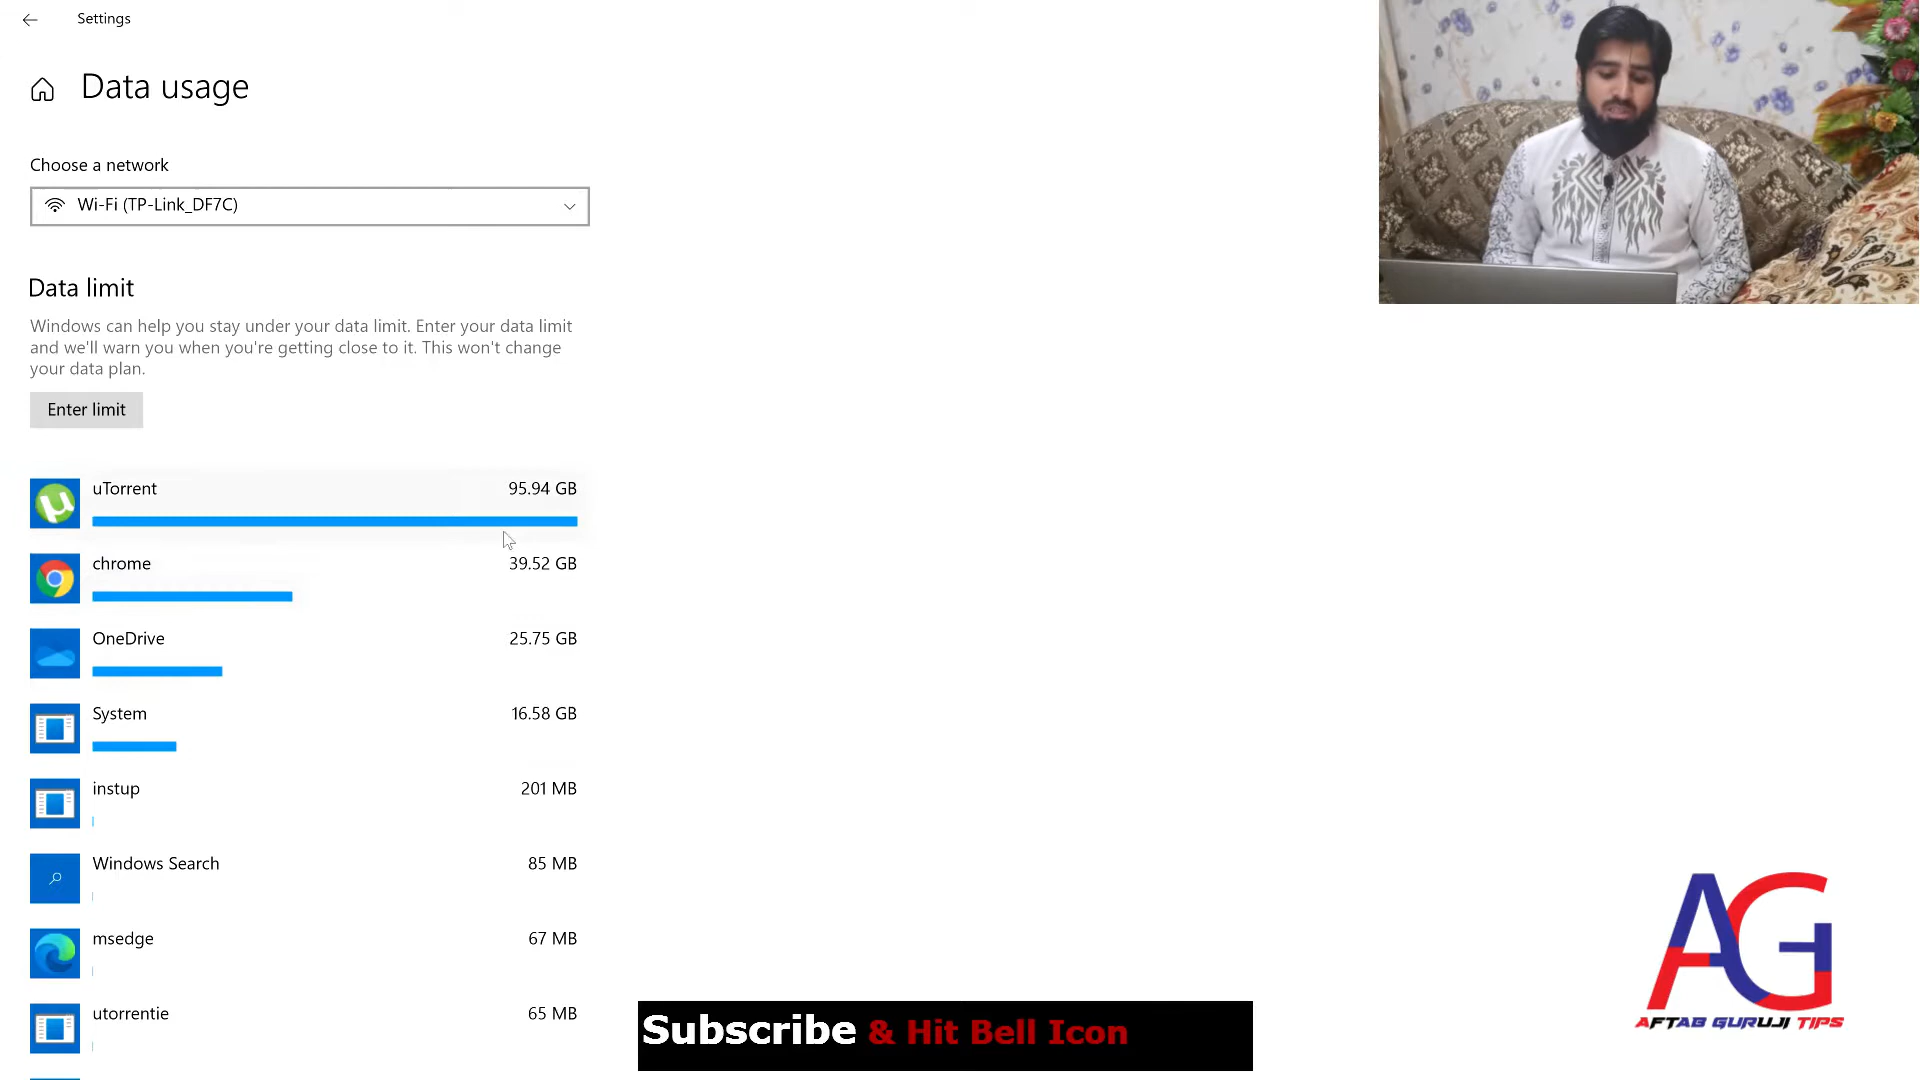 Settings
Data usage
Choose a network
Wi-Fi (TP-Link_DF7C)
Data limit
Windows can help you stay under your data limit. Enter your data limit
and we'll warn you when you're getting close to it. This won't change
your data plan.
Enter limit
uTorrent 95.94 GB
chrome 39.52 GB
OneDrive 25.75 GB
System 16.58 GB
instup 201 MB
Windows Search 85 MB
msedge 67 MB
utorrentie 65 MB
Subscribe & Hit Bell Icon
AG
AFTAB GURUJI TIPS